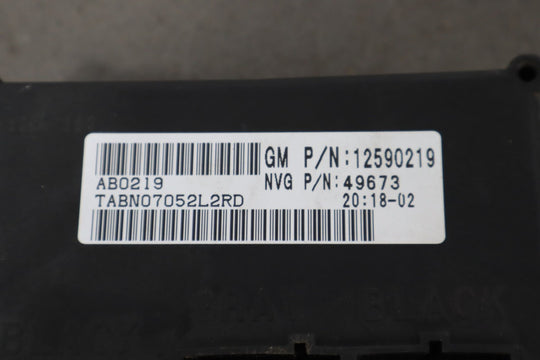 GM P/N:12590219
AB0219 NVG P/N:49673
TABN07052L2RD 20:18-02
BLACK